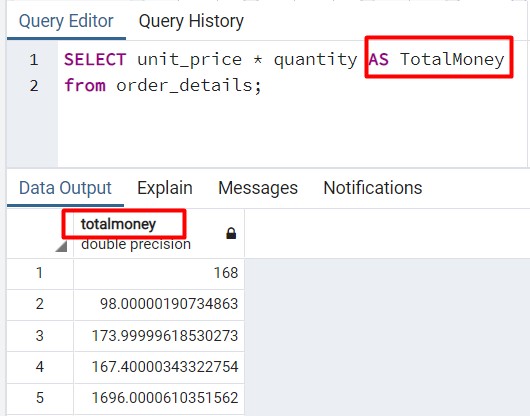 Query Editor Query History
1 SELECT unit_price * quantity AS TotalMoney
2 from order_details;
Data Output Explain Messages Notifications
totalmoney
double precision
1 168
2 98.00000190734863
3 173.99999618530273
4 167.40000343322754
5 1696.0000610351562